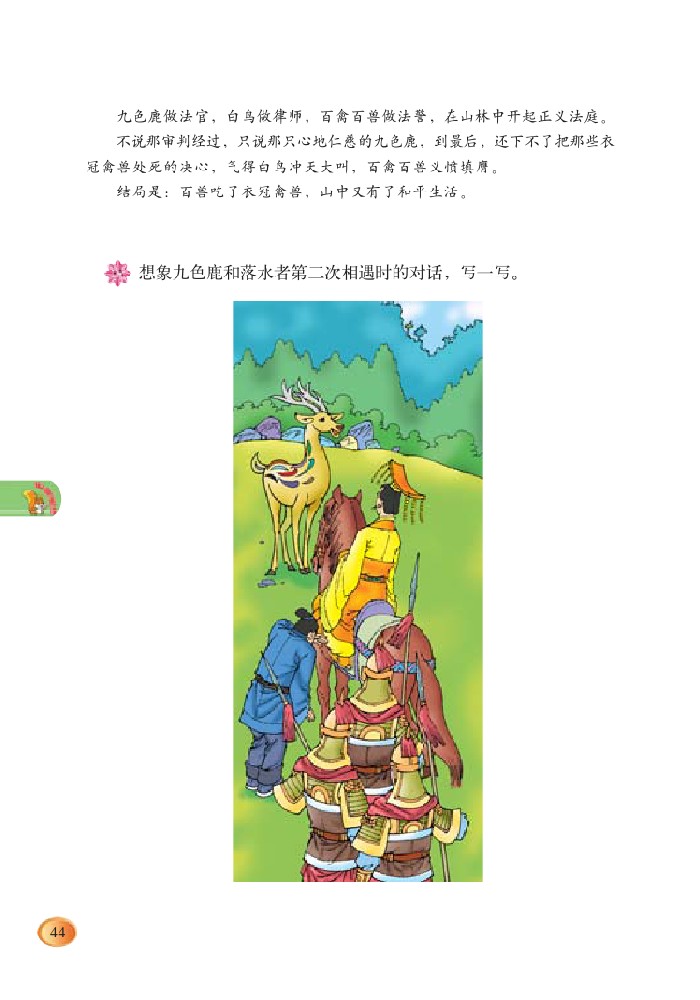 九色鹿做法官，白鸟做律师，百禽百兽做法警，在山林中开起正义法庭。
不说那审判经过，只说那只心地仁慈的九色鹿，到最后，还下不了把那些衣
冠禽兽处死的决心，气得白鸟冲天大叫，百禽百兽义愤填膺。
结局是：百兽吃了衣冠禽兽，山中又有了和平生活。
想象九色鹿和落水者第二次相遇时的对话，写一写。
44